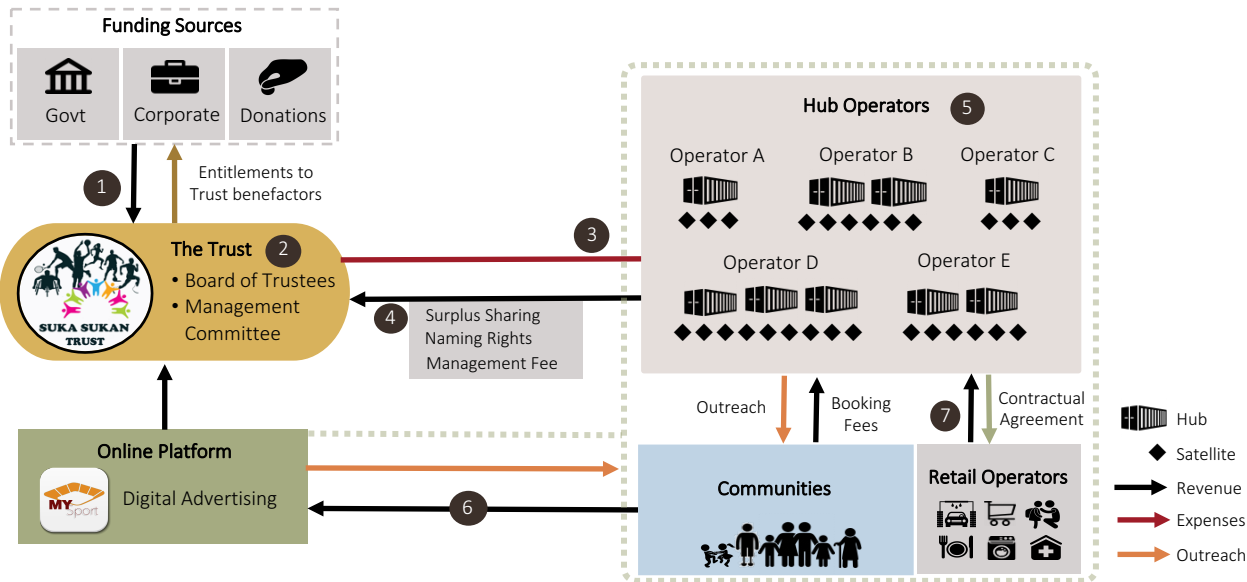 Funding Sources
Govt
Corporate
Donations
1
Entitlements to
Trust benefactors
The Trust
2
• Board of Trustees
• Management
Committee
SUKA SUKAN
TRUST
3
4
Surplus Sharing
Naming Rights
Management Fee
Hub Operators
5
Operator A
Operator B
Operator C
Operator D
Operator E
Outreach
Booking
Fees
7
Contractual
Agreement
Online Platform
MY
Sport
Digital Advertising
6
Communities
Retail Operators
Hub
Satellite
Revenue
Expenses
Outreach